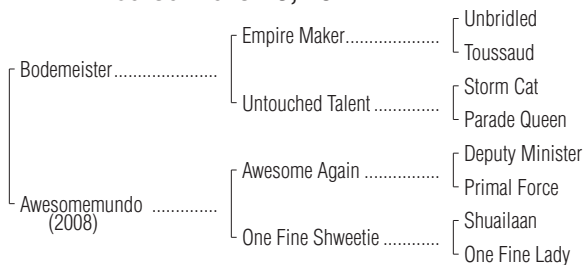 Unbridled
Empire Maker....................
Toussaud
Bodemeister......................
Storm Cat
Untouched Talent ..............
Parade Queen
Deputy Minister
Awesome Again ................
Primal Force
Awesomemundo ..............
(2008)
Shuailaan
One Fine Shweetie ............
One Fine Lady